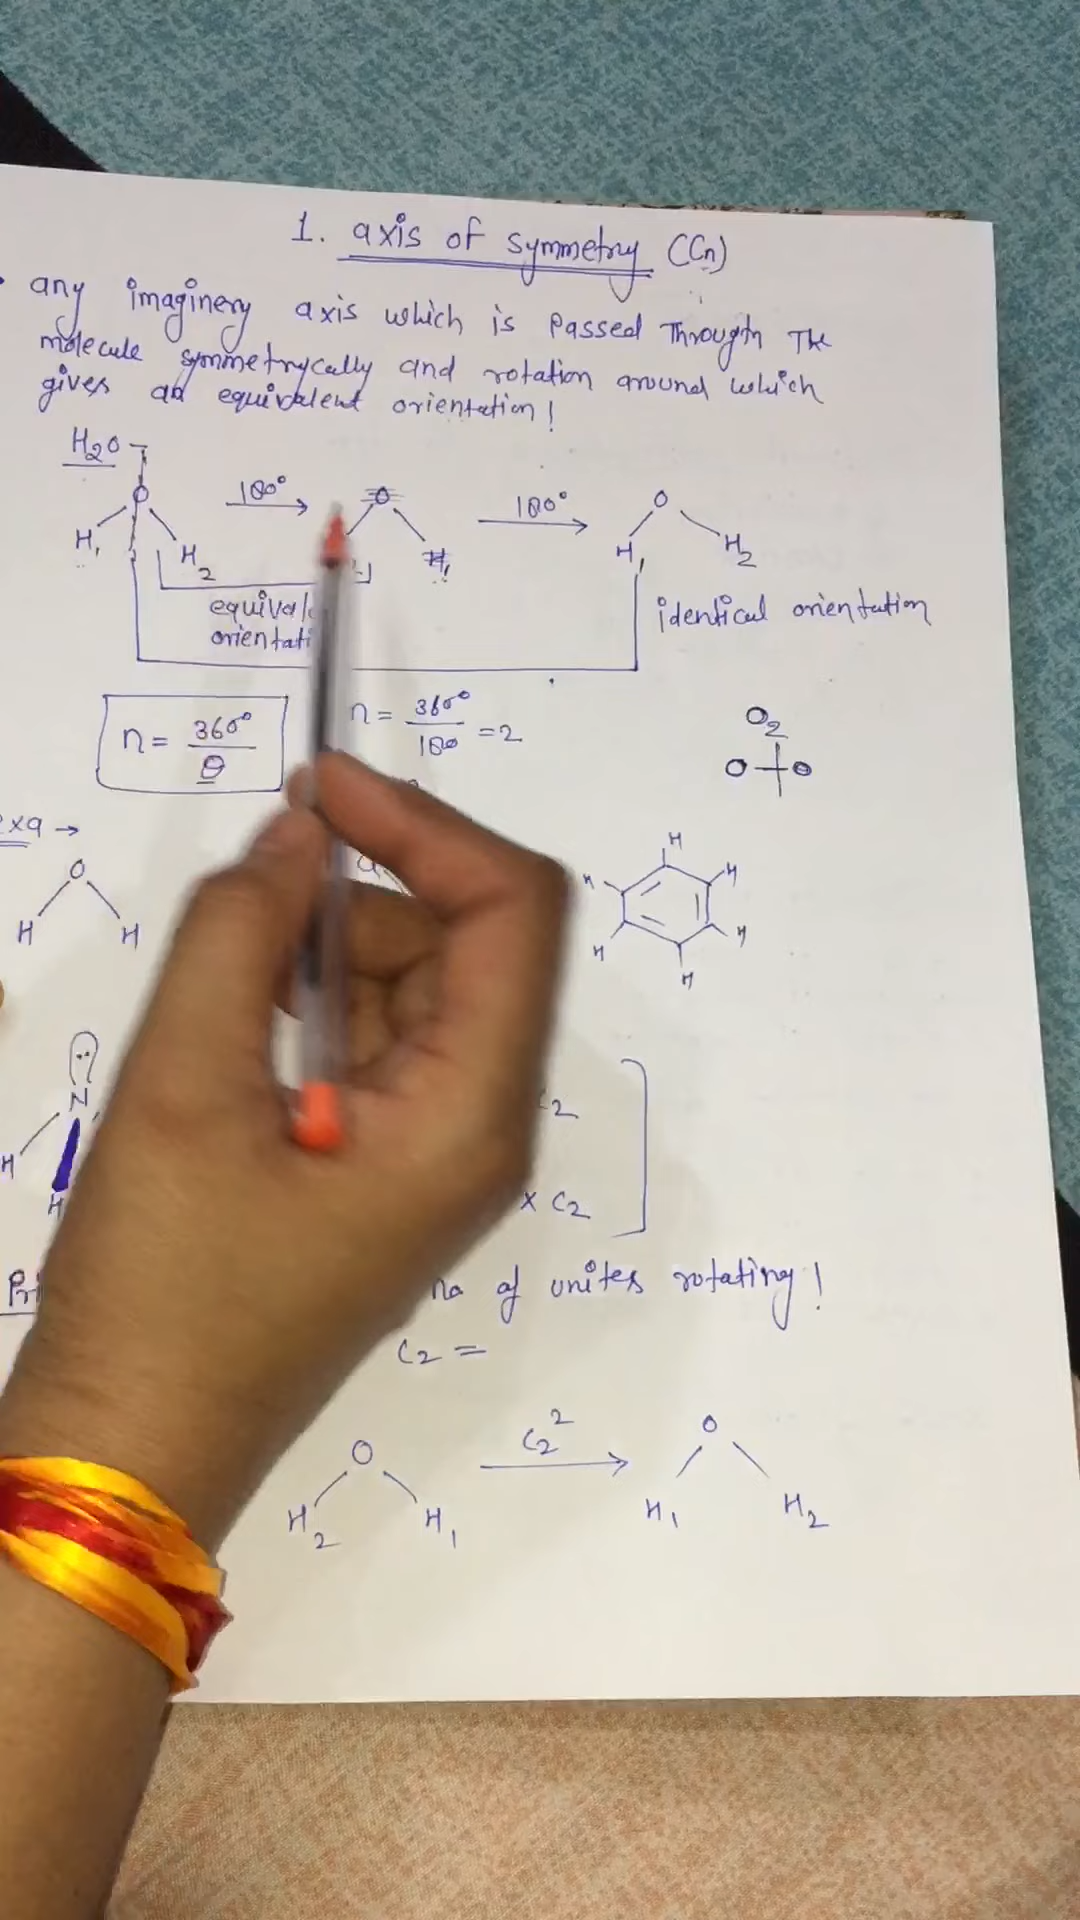 1. axis of symmetry (Cn)
any imaginery axis which is passed Through The
molecule symmetrycally and rotation around which
gives an equivalent orientation!
H2O
O 180° O 180° O
H1 H2 H1 H1 H2
identical orientation
n = 360° / θ
n = 360° / 180 = 2
O2
O O
exa →
O
H H
H
H H
H H
H
N
H
H
C2
x C2
no of unites rotating!
C2 =
O C2^2 O
H2 H1 H1 H2